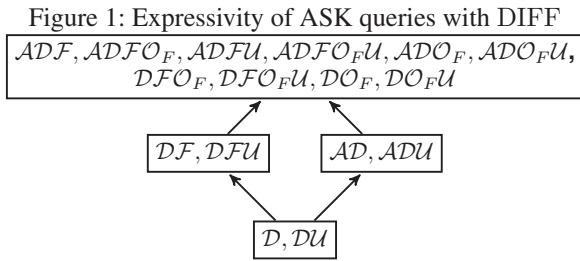 Figure 1: Expressivity of ASK queries with DIFF
𝒜𝒟ℱ, 𝒜𝒟ℱ𝒪_F, 𝒜𝒟ℱ𝒰, 𝒜𝒟ℱ𝒪_F𝒰, 𝒜𝒟𝒪_F, 𝒜𝒟𝒪_F𝒰,
𝒟ℱ𝒪_F, 𝒟ℱ𝒪_F𝒰, 𝒟𝒪_F, 𝒟𝒪_F𝒰
𝒟ℱ, 𝒟ℱ𝒰 𝒜𝒟, 𝒜𝒟𝒰
𝒟, 𝒟𝒰